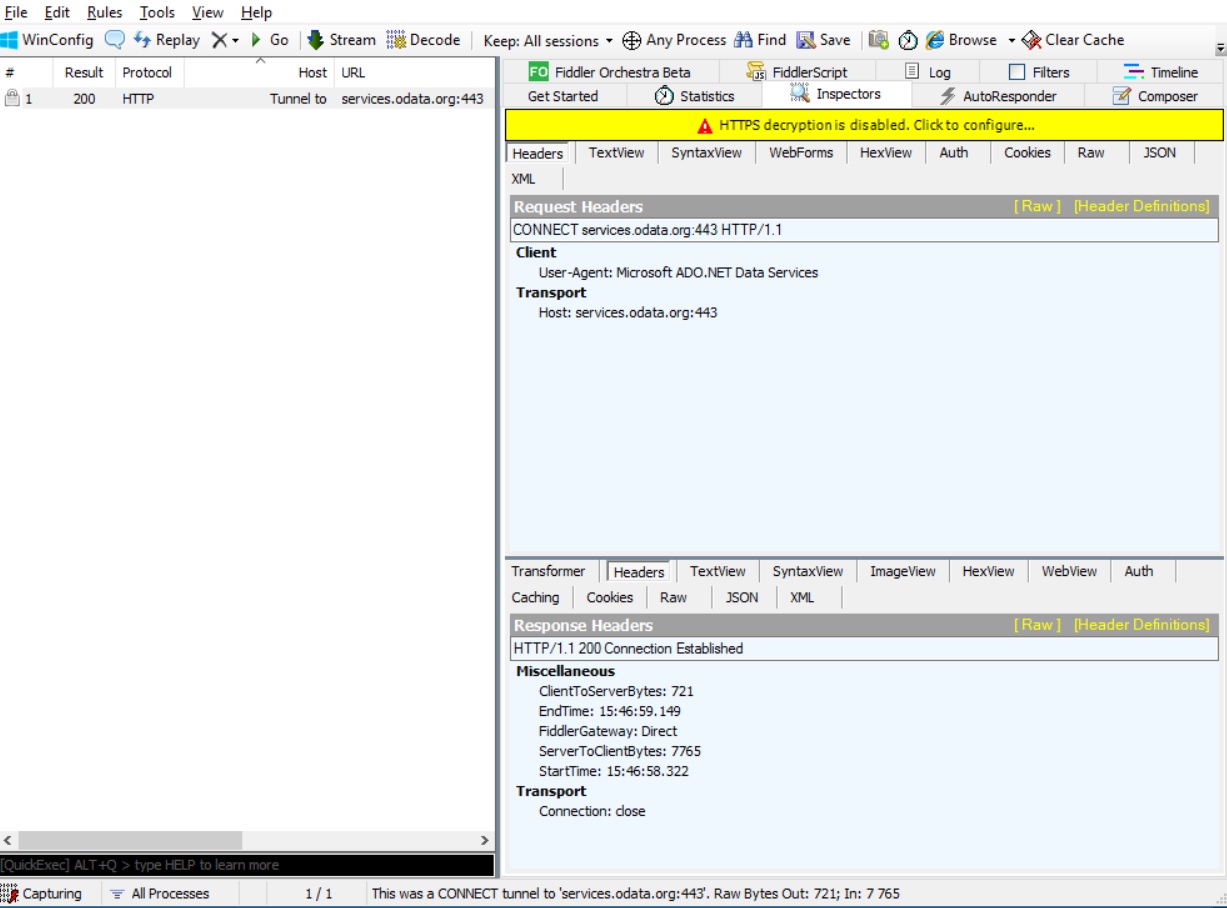 File Edit Rules Tools View Help
WinConfig Replay Go Stream Decode Keep: All sessions Any Process Find Save Browse Clear Cache
# Result Protocol Host URL
1 200 HTTP Tunnel to services.odata.org:443
FO Fiddler Orchestra Beta JS FiddlerScript Log Filters Timeline
Get Started Statistics Inspectors AutoResponder Composer
HTTPS decryption is disabled. Click to configure...
Headers TextView SyntaxView WebForms HexView Auth Cookies Raw JSON
XML
Request Headers [ Raw ] [Header Definitions]
CONNECT services.odata.org:443 HTTP/1.1
Client
User-Agent: Microsoft ADO.NET Data Services
Transport
Host: services.odata.org:443
Transformer Headers TextView SyntaxView ImageView HexView WebView Auth
Caching Cookies Raw JSON XML
Response Headers [ Raw ] [Header Definitions]
HTTP/1.1 200 Connection Established
Miscellaneous
ClientToServerBytes: 721
EndTime: 15:46:59.149
FiddlerGateway: Direct
ServerToClientBytes: 7765
StartTime: 15:46:58.322
Transport
Connection: close
[QuickExec] ALT+Q > type HELP to learn more
Capturing All Processes 1 / 1 This was a CONNECT tunnel to 'services.odata.org:443'. Raw Bytes Out: 721; In: 7 765